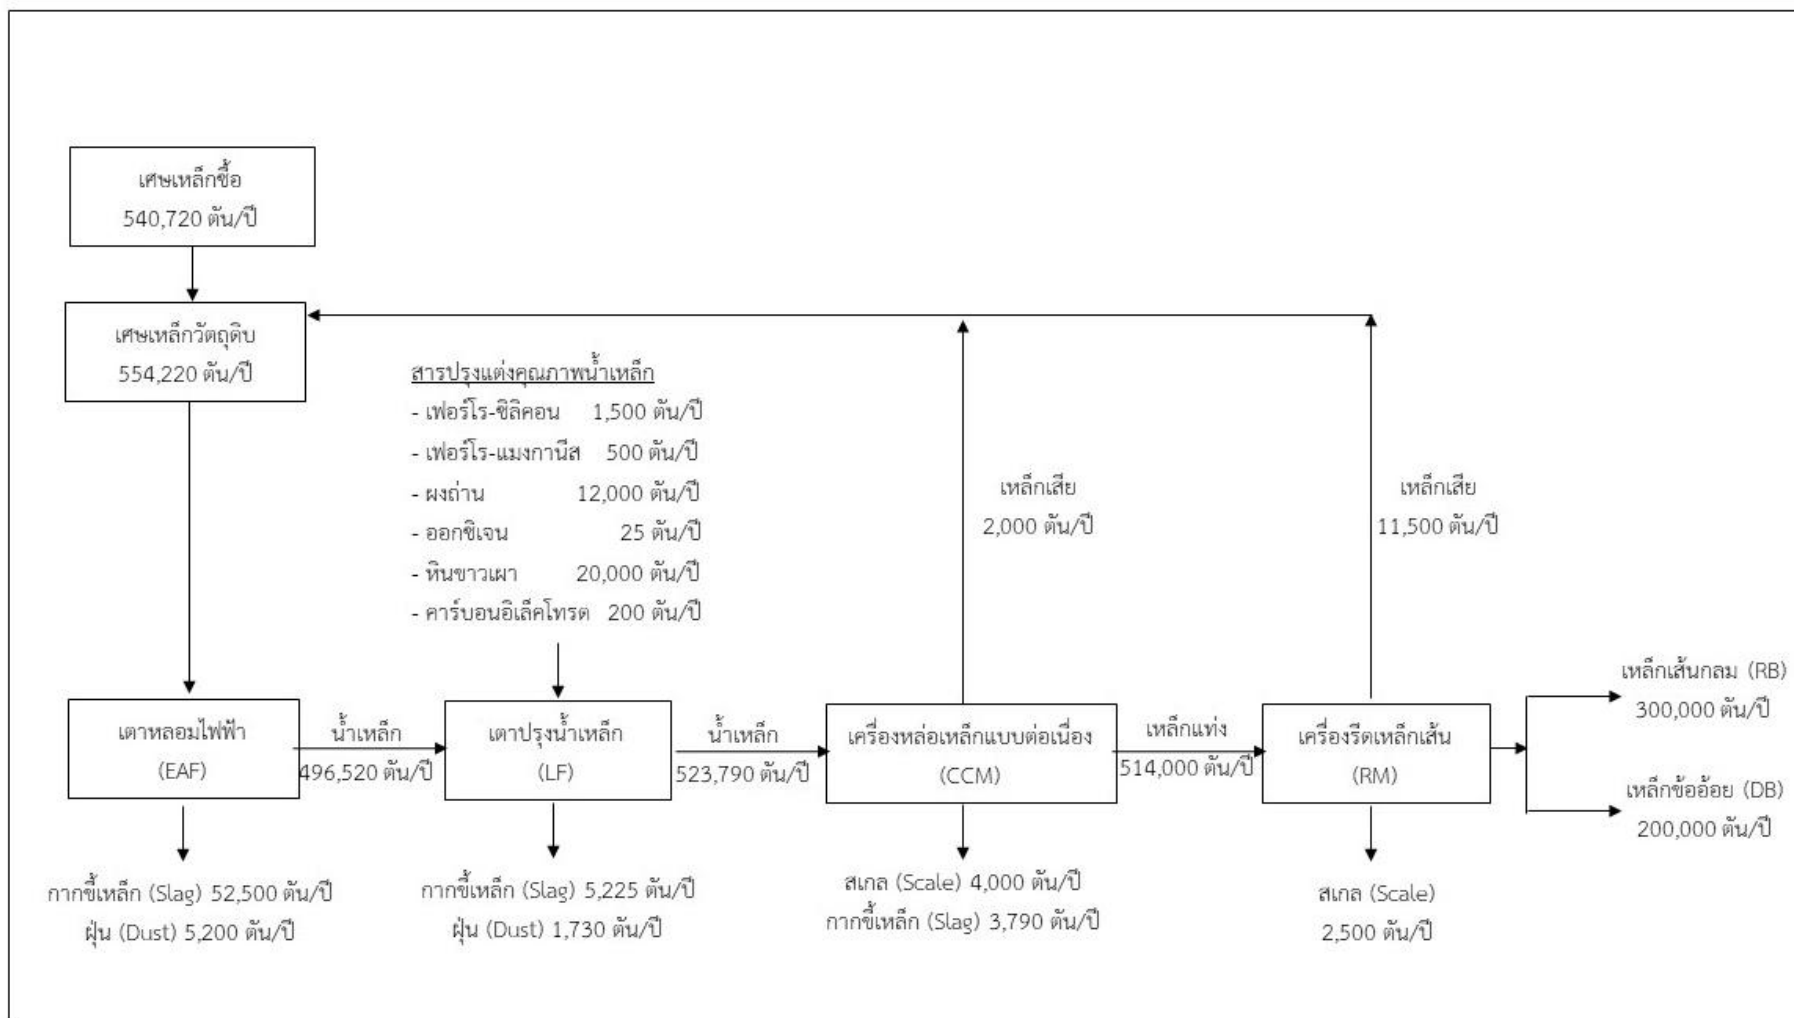 เศษเหล็กซื้อ
540,720 ตัน/ปี
เศษเหล็กวัตถุดิบ
554,220 ตัน/ปี
สารปรุงแต่งคุณภาพน้ำเหล็ก
- เฟอร์โร-ซิลิคอน 1,500 ตัน/ปี
- เฟอร์โร-แมงกานีส 500 ตัน/ปี
- ผงถ่าน 12,000 ตัน/ปี
- ออกซิเจน 25 ตัน/ปี
- หินขาวเผา 20,000 ตัน/ปี
- คาร์บอนอิเล็คโทรต 200 ตัน/ปี
เหล็กเสีย
2,000 ตัน/ปี
เหล็กเสีย
11,500 ตัน/ปี
เตาหลอมไฟฟ้า
(EAF)
น้ำเหล็ก
496,520 ตัน/ปี
เตาปรุงน้ำเหล็ก
(LF)
น้ำเหล็ก
523,790 ตัน/ปี
เครื่องหล่อเหล็กแบบต่อเนื่อง
(CCM)
เหล็กแท่ง
514,000 ตัน/ปี
เครื่องรีดเหล็กเส้น
(RM)
เหล็กเส้นกลม (RB)
300,000 ตัน/ปี
เหล็กข้ออ้อย (DB)
200,000 ตัน/ปี
กากขี้เหล็ก (Slag) 52,500 ตัน/ปี
ฝุ่น (Dust) 5,200 ตัน/ปี
กากขี้เหล็ก (Slag) 5,225 ตัน/ปี
ฝุ่น (Dust) 1,730 ตัน/ปี
สเกล (Scale) 4,000 ตัน/ปี
กากขี้เหล็ก (Slag) 3,790 ตัน/ปี
สเกล (Scale)
2,500 ตัน/ปี